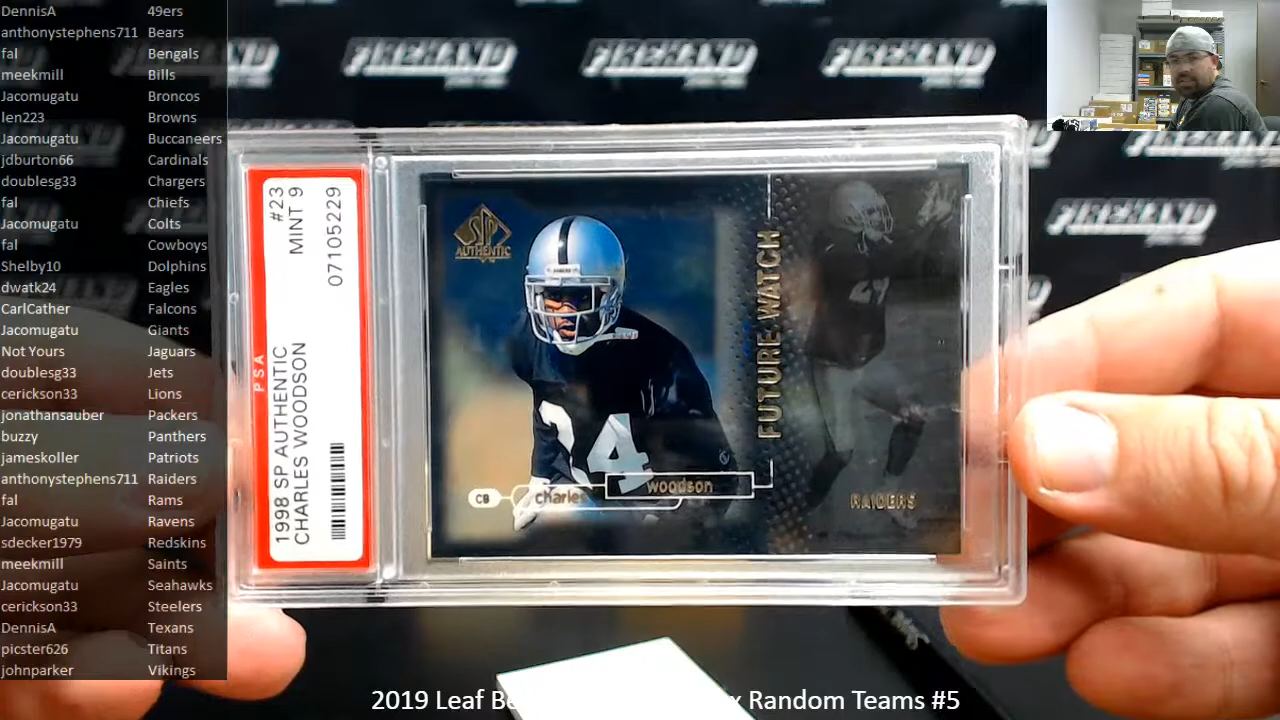 DennisA 49ers
anthonystephens711 Bears
fal Bengals
meekmill Bills
Jacomugatu Broncos
len223 Browns
Jacomugatu Buccaneers
jdburton66 Cardinals
doublesg33 Chargers
fal Chiefs
Jacomugatu Colts
fal Cowboys
Shelby10 Dolphins
dwatk24 Eagles
CarlCather Falcons
Jacomugatu Giants
Not Yours Jaguars
doublesg33 Jets
cerickson33 Lions
jonathansauber Packers
buzzy Panthers
jameskoller Patriots
anthonystephens711 Raiders
fal Rams
Jacomugatu Ravens
sdecker1979 Redskins
meekmill Saints
Jacomugatu Seahawks
cerickson33 Steelers
DennisA Texans
picster626 Titans
johnparker Vikings
FIREHAND FIREHAND FIREHAND
FIREHAND
1998 SP AUTHENTIC #23
CHARLES WOODSON MINT 9
07105229
PSA
SP
AUTHENTIC
24
FUTURE WATCH
24
CB charles woodson
RAIDERS
2019 Leaf
Random Teams #5